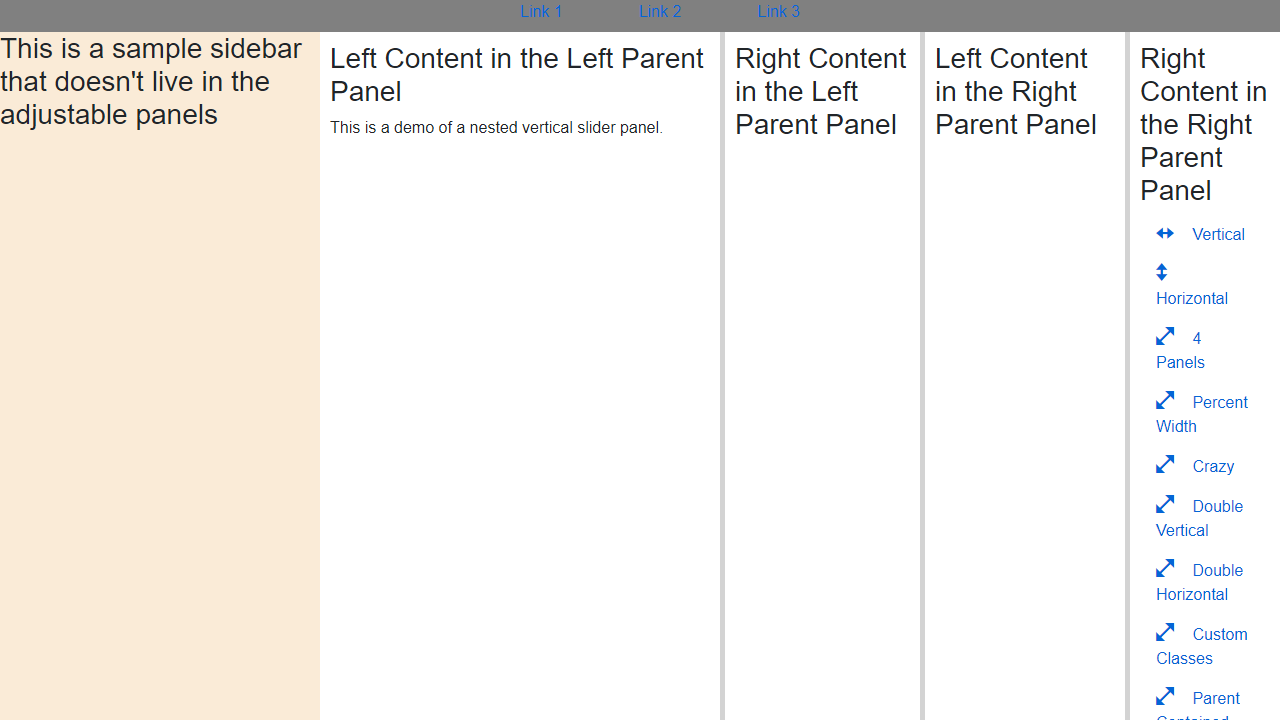 Link 1
Link 2
Link 3
This is a sample sidebar
that doesn't live in the
adjustable panels
Left Content in the Left Parent
Panel
This is a demo of a nested vertical slider panel.
Right Content
in the Left
Parent Panel
Left Content
in the Right
Parent Panel
Right
Content in
the Right
Parent
Panel
Vertical
Horizontal
4
Panels
Percent
Width
Crazy
Double
Vertical
Double
Horizontal
Custom
Classes
Parent
Contained